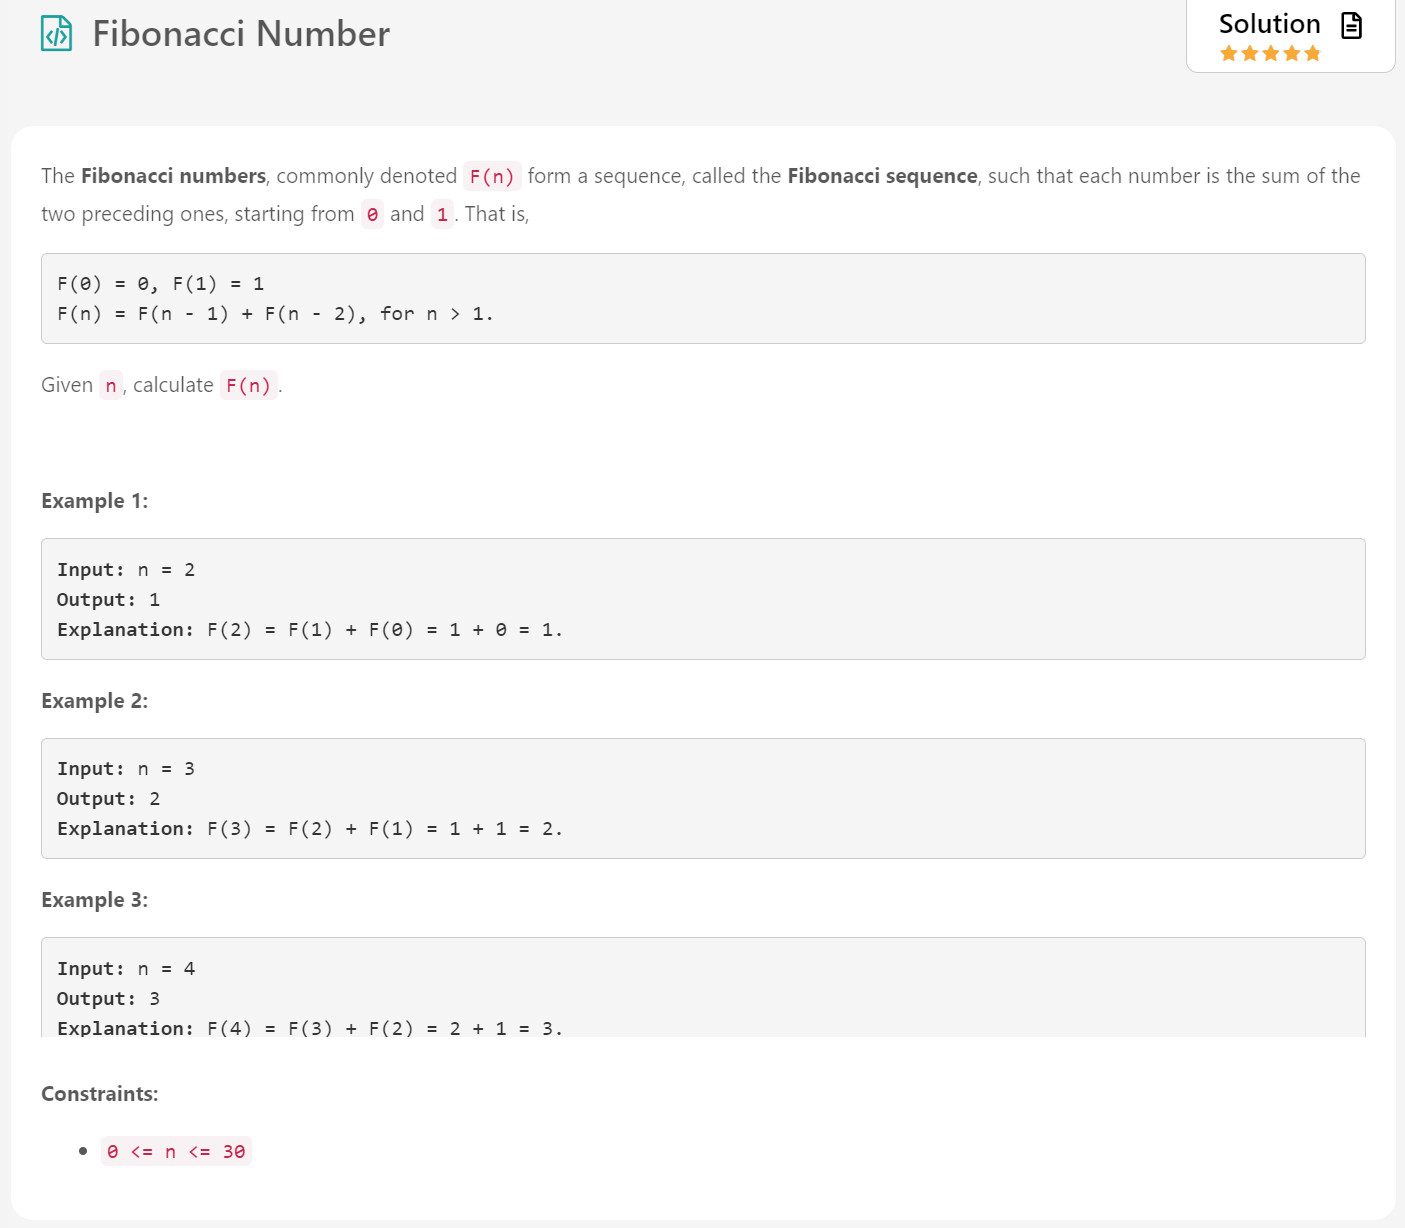 Fibonacci Number
Solution
The Fibonacci numbers, commonly denoted F(n) form a sequence, called the Fibonacci sequence, such that each number is the sum of the
two preceding ones, starting from 0 and 1. That is,
F(0) = 0, F(1) = 1
F(n) = F(n - 1) + F(n - 2), for n > 1.
Given n, calculate F(n).
Example 1:
Input: n = 2
Output: 1
Explanation: F(2) = F(1) + F(0) = 1 + 0 = 1.
Example 2:
Input: n = 3
Output: 2
Explanation: F(3) = F(2) + F(1) = 1 + 1 = 2.
Example 3:
Input: n = 4
Output: 3
Explanation: F(4) = F(3) + F(2) = 2 + 1 = 3.
Constraints:
0 <= n <= 30